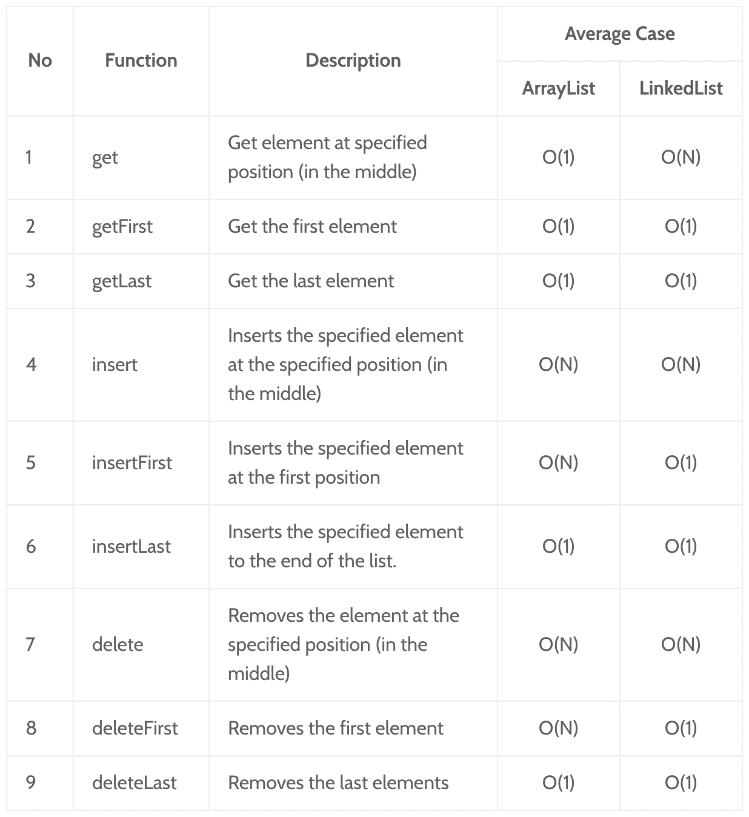 No Function Description Average Case
ArrayList LinkedList
1 get Get element at specified
position (in the middle) O(1) O(N)
2 getFirst Get the first element O(1) O(1)
3 getLast Get the last element O(1) O(1)
4 insert Inserts the specified element
at the specified position (in
the middle) O(N) O(N)
5 insertFirst Inserts the specified element
at the first position O(N) O(1)
6 insertLast Inserts the specified element
to the end of the list. O(1) O(1)
7 delete Removes the element at the
specified position (in the
middle) O(N) O(N)
8 deleteFirst Removes the first element O(N) O(1)
9 deleteLast Removes the last elements O(1) O(1)